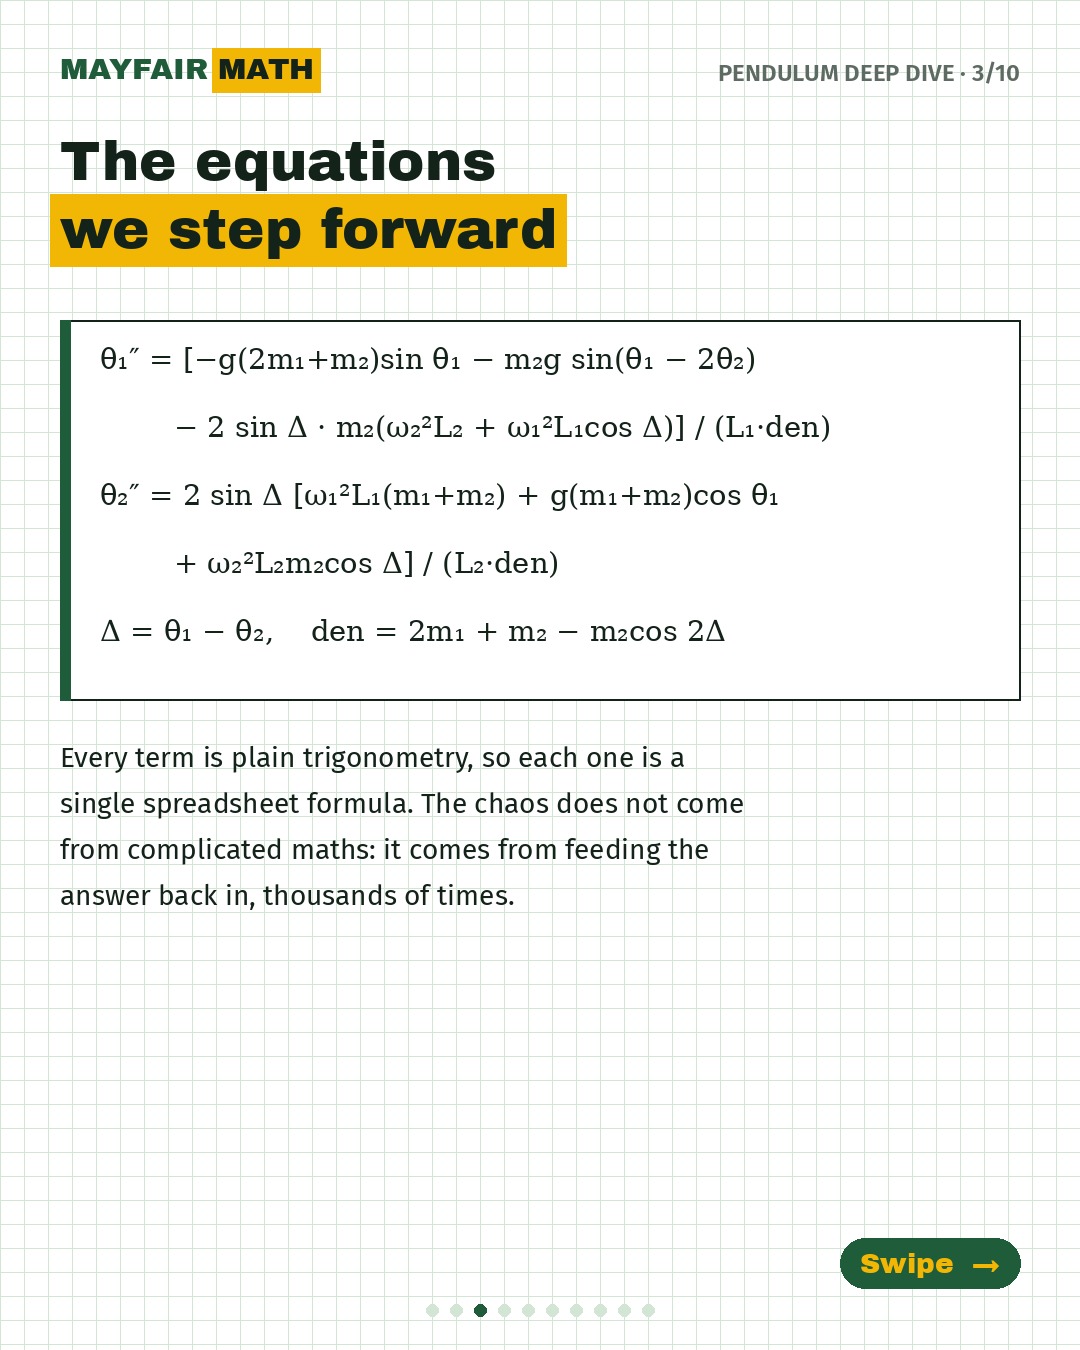 MAYFAIR MATH
PENDULUM DEEP DIVE · 3/10
The equations
we step forward
θ₁″ = [−g(2m₁+m₂)sin θ₁ − m₂g sin(θ₁ − 2θ₂)
− 2 sin Δ · m₂(ω₂²L₂ + ω₁²L₁cos Δ)] / (L₁·den)
θ₂″ = 2 sin Δ [ω₁²L₁(m₁+m₂) + g(m₁+m₂)cos θ₁
+ ω₂²L₂m₂cos Δ] / (L₂·den)
Δ = θ₁ − θ₂, den = 2m₁ + m₂ − m₂cos 2Δ
Every term is plain trigonometry, so each one is a
single spreadsheet formula. The chaos does not come
from complicated maths: it comes from feeding the
answer back in, thousands of times.
Swipe →